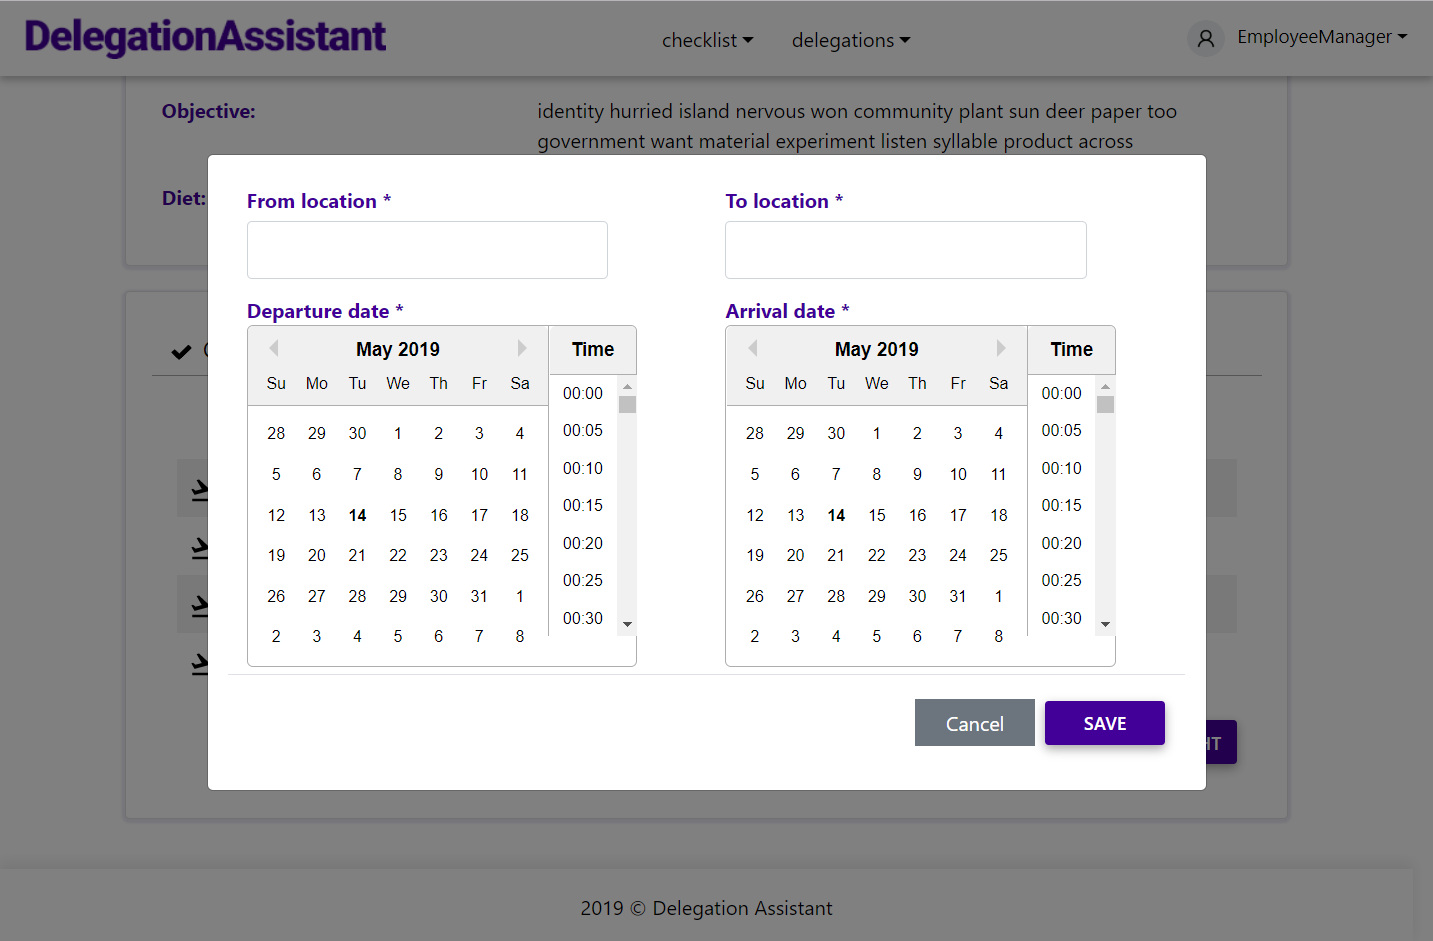 DelegationAssistant
checklist
delegations
EmployeeManager
Objective:
identity hurried island nervous won community plant sun deer paper too
government want material experiment listen syllable product across
Diet:
From location *
To location *
Departure date *
Arrival date *
May 2019
Time
Su Mo Tu We Th Fr Sa
28 29 30 1 2 3 4
5 6 7 8 9 10 11
12 13 14 15 16 17 18
19 20 21 22 23 24 25
26 27 28 29 30 31 1
2 3 4 5 6 7 8
00:00
00:05
00:10
00:15
00:20
00:25
00:30
May 2019
Time
Su Mo Tu We Th Fr Sa
28 29 30 1 2 3 4
5 6 7 8 9 10 11
12 13 14 15 16 17 18
19 20 21 22 23 24 25
26 27 28 29 30 31 1
2 3 4 5 6 7 8
00:00
00:05
00:10
00:15
00:20
00:25
00:30
Cancel
SAVE
2019 © Delegation Assistant